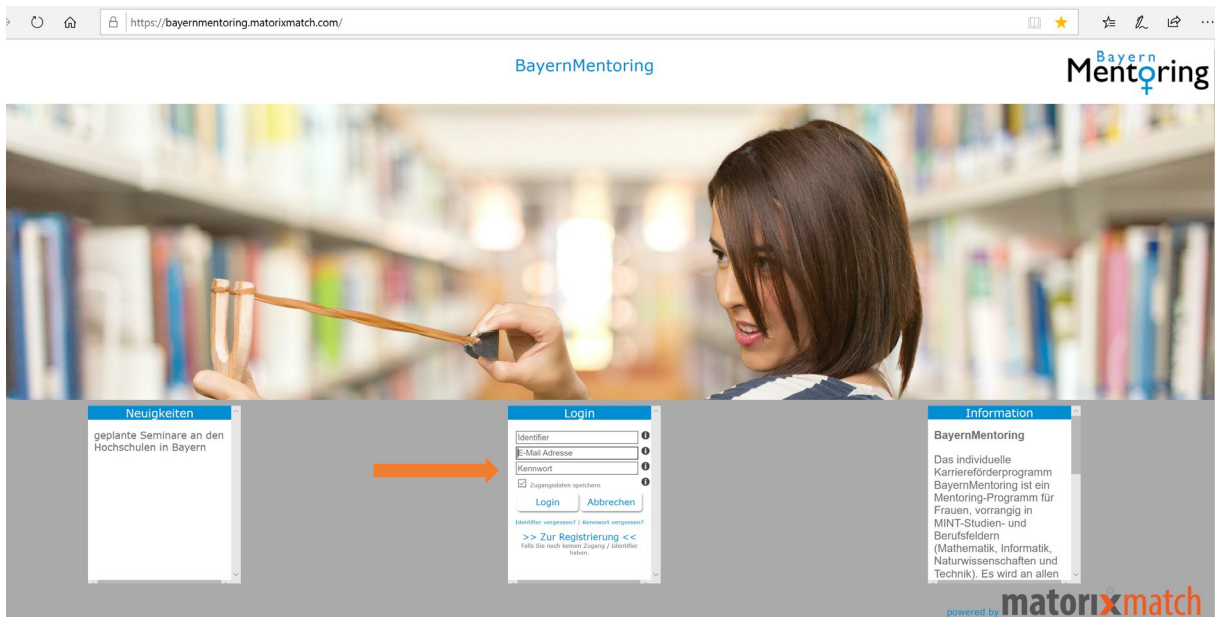 https://bayernmentoring.matorixmatch.com/
BayernMentoring
Bayern
Mentoring
Neuigkeiten
geplante Seminare an den
Hochschulen in Bayern
Login
Identifier
E-Mail Adresse
Kennwort
Zugangsdaten speichern
Login Abbrechen
Identifier vergessen? | Kennwort vergessen?
>> Zur Registrierung <<
Falls Sie noch keinen Zugang / Identifier
haben.
Information
BayernMentoring
Das individuelle
Karriereförderprogramm
BayernMentoring ist ein
Mentoring-Programm für
Frauen, vorrangig in
MINT-Studien- und
Berufsfeldern
(Mathematik, Informatik,
Naturwissenschaften und
Technik). Es wird an allen
powered by matorixmatch